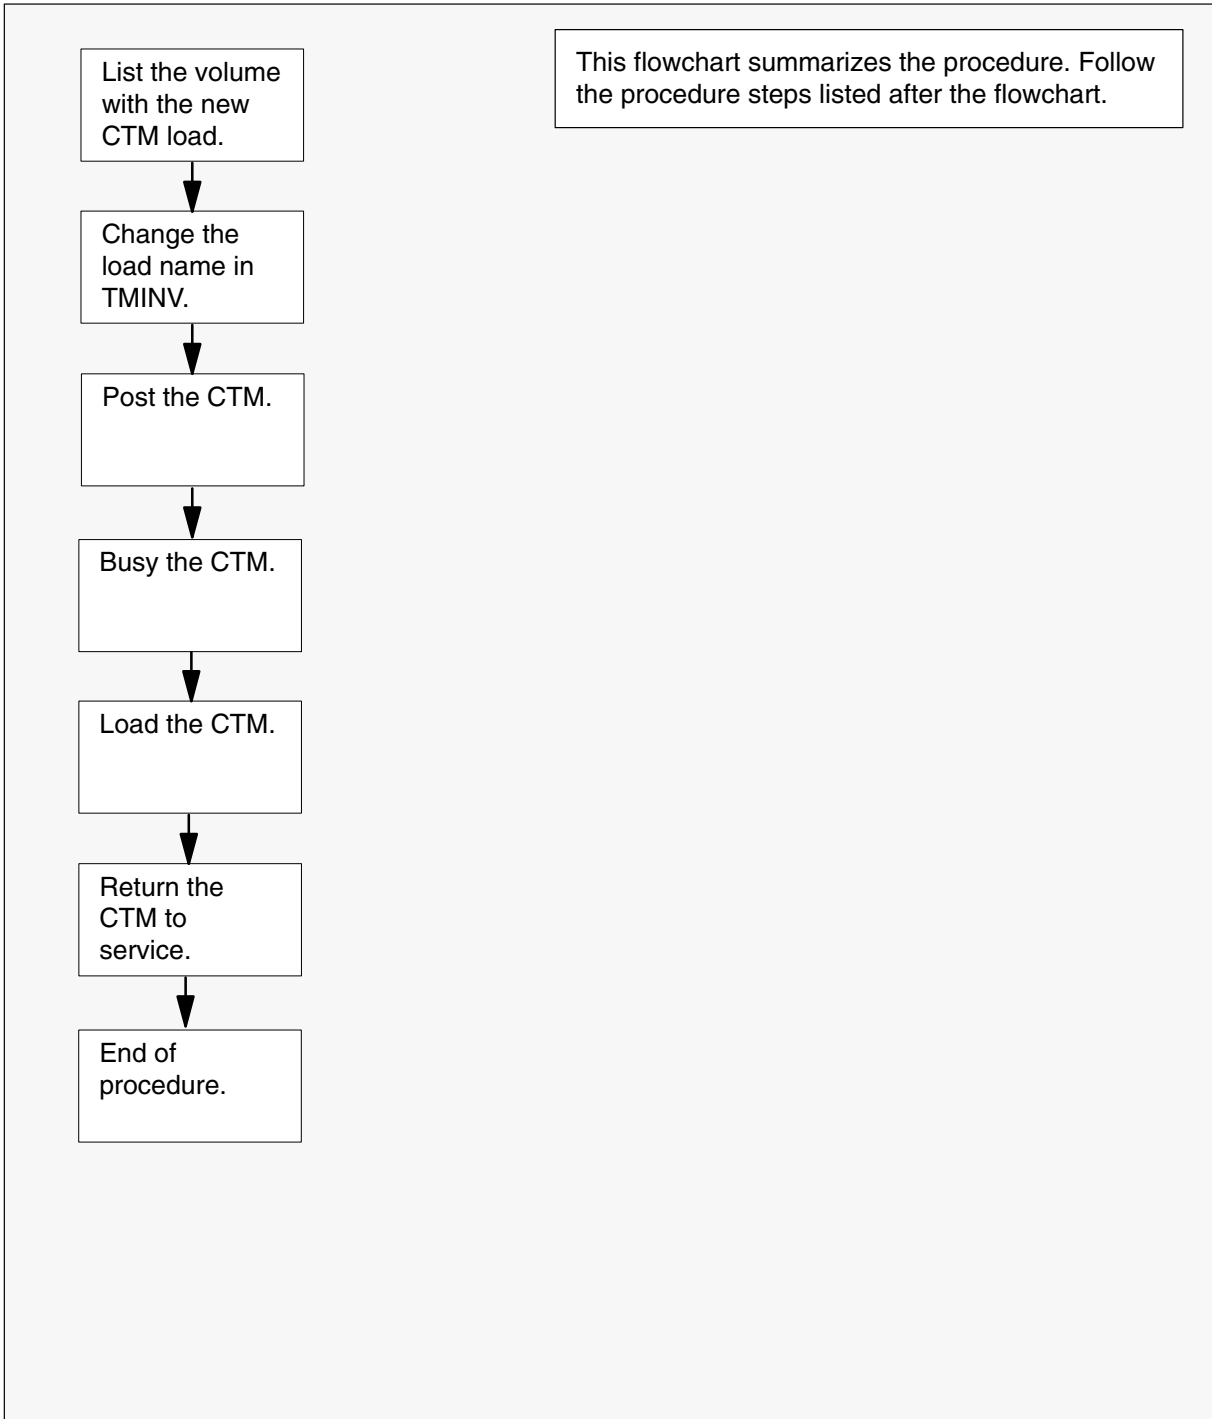 List the volume
with the new
CTM load.
This flowchart summarizes the procedure. Follow
the procedure steps listed after the flowchart.
Change the
load name in
TMINV.
Post the CTM.
Busy the CTM.
Load the CTM.
Return the
CTM to
service.
End of
procedure.